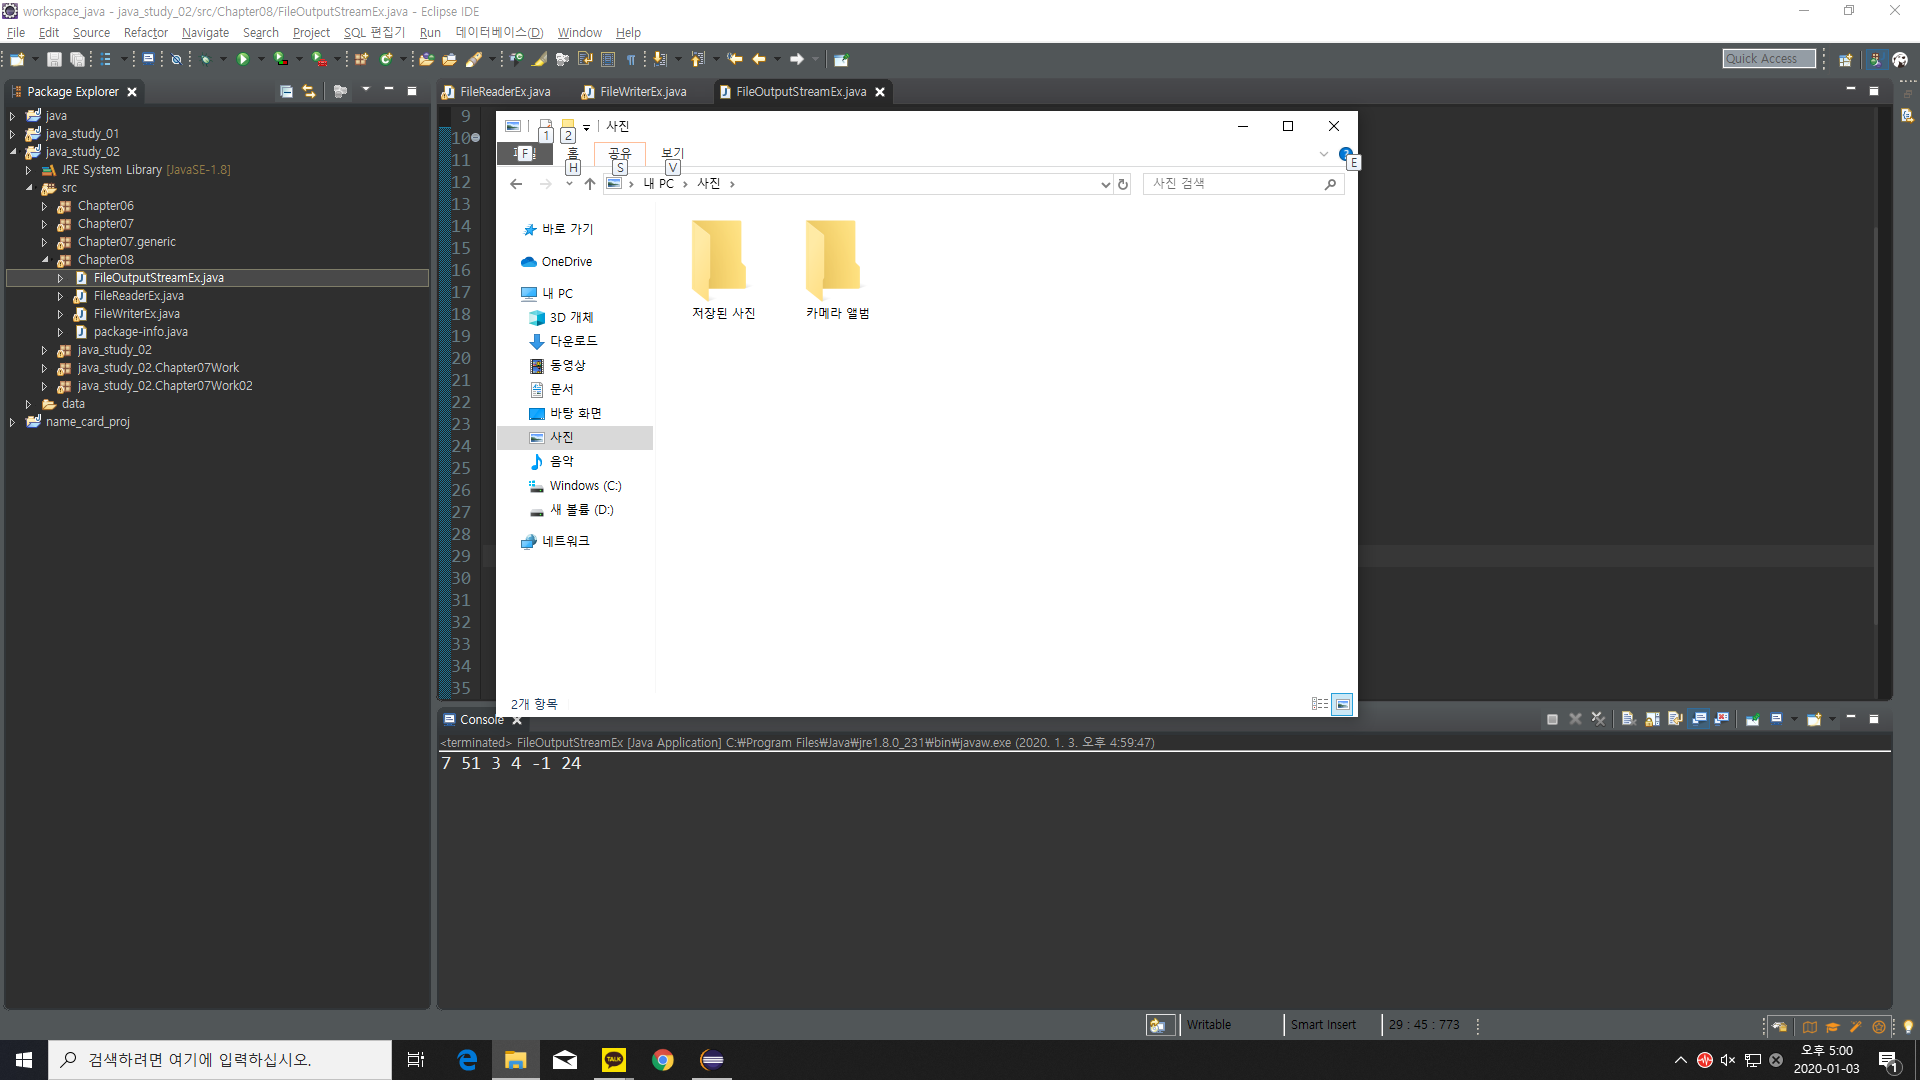 workspace_java - java_study_02/src/Chapter08/FileOutputStreamEx.java - Eclipse IDE
File Edit Source Refactor Navigate Search Project SQL 편집기 Run 데이터베이스(D) Window Help
Quick Access
Package Explorer
FileReaderEx.java FileWriterEx.java FileOutputStreamEx.java
java
java_study_01
java_study_02
JRE System Library [JavaSE-1.8]
src
Chapter06
Chapter07
Chapter07.generic
Chapter08
FileOutputStreamEx.java
FileReaderEx.java
FileWriterEx.java
package-info.java
java_study_02
java_study_02.Chapter07Work
java_study_02.Chapter07Work02
data
name_card_proj
9
10
11
12
13
14
15
16
17
18
19
20
21
22
23
24
25
26
27
28
29
30
31
32
33
34
35
사진
1 2
홈 공유 보기
F H S V E
내 PC 사진
사진 검색
바로 가기
OneDrive
내 PC
3D 개체
다운로드
동영상
문서
바탕 화면
사진
음악
Windows (C:)
새 볼륨 (D:)
네트워크
저장된 사진 카메라 앨범
2개 항목
Console
<terminated> FileOutputStreamEx [Java Application] C:₩Program Files₩Java₩jre1.8.0_231₩bin₩javaw.exe (2020. 1. 3. 오후 4:59:47)
7 51 3 4 -1 24
Writable Smart Insert 29 : 45 : 773
검색하려면 여기에 입력하십시오.
TALK
오후 5:00
2020-01-03
1